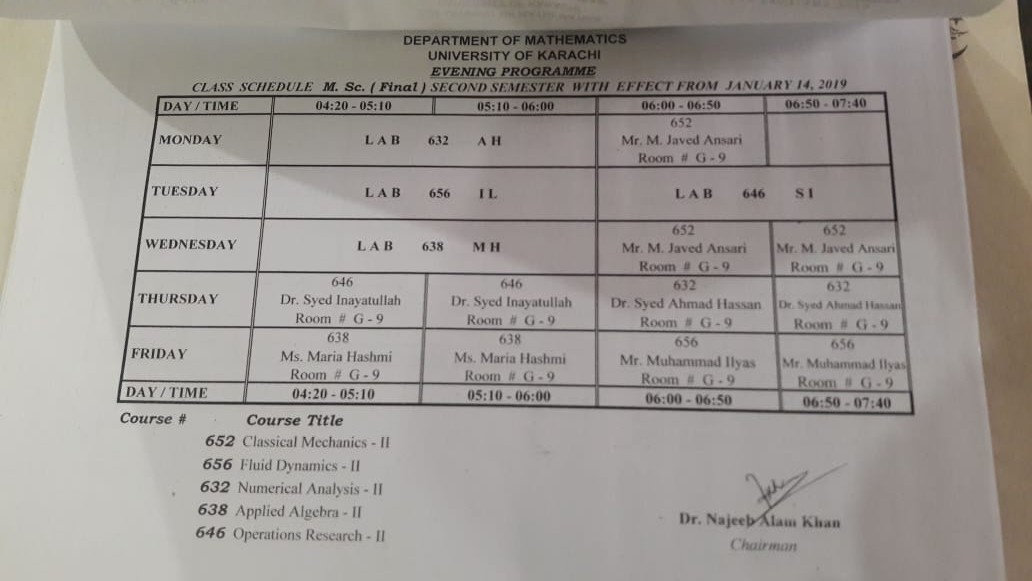 DEPARTMENT OF MATHEMATICS
UNIVERSITY OF KARACHI
EVENING PROGRAMME
CLASS SCHEDULE M. Sc. ( Final ) SECOND SEMESTER WITH EFFECT FROM JANUARY 14, 2019
DAY / TIME 04:20 - 05:10 05:10 - 06:00 06:00 - 06:50 06:50 - 07:40
MONDAY LAB 632 AH 652
Mr. M. Javed Ansari
Room # G - 9
TUESDAY LAB 656 IL LAB 646 SI
WEDNESDAY LAB 638 MH 652 652
Mr. M. Javed Ansari Mr. M. Javed Ansari
Room # G - 9 Room # G - 9
THURSDAY 646 646 632 632
Dr. Syed Inayatullah Dr. Syed Inayatullah Dr. Syed Ahmad Hassan Dr. Syed Ahmad Hassan
Room # G - 9 Room # G - 9 Room # G - 9 Room # G - 9
FRIDAY 638 638 656 656
Ms. Maria Hashmi Ms. Maria Hashmi Mr. Muhammad Ilyas Mr. Muhammad Ilyas
Room # G - 9 Room # G - 9 Room # G - 9 Room # G - 9
DAY / TIME 04:20 - 05:10 05:10 - 06:00 06:00 - 06:50 06:50 - 07:40
Course # Course Title
652 Classical Mechanics - II
656 Fluid Dynamics - II
632 Numerical Analysis - II
638 Applied Algebra - II
646 Operations Research - II
Dr. Najeeb Alam Khan
Chairman